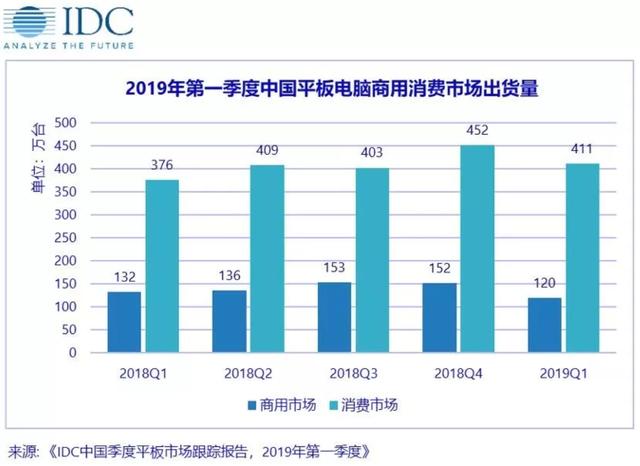 IDC
ANALYZE THE FUTURE
2019年第一季度中国平板电脑商用消费市场出货量
单位：万台
500
450
400
350
300
250
200
150
100
50
0
132
376
136
409
153
403
152
452
120
411
2018Q1
2018Q2
2018Q3
2018Q4
2019Q1
商用市场
消费市场
来源:《IDC中国季度平板市场跟踪报告，2019年第一季度》